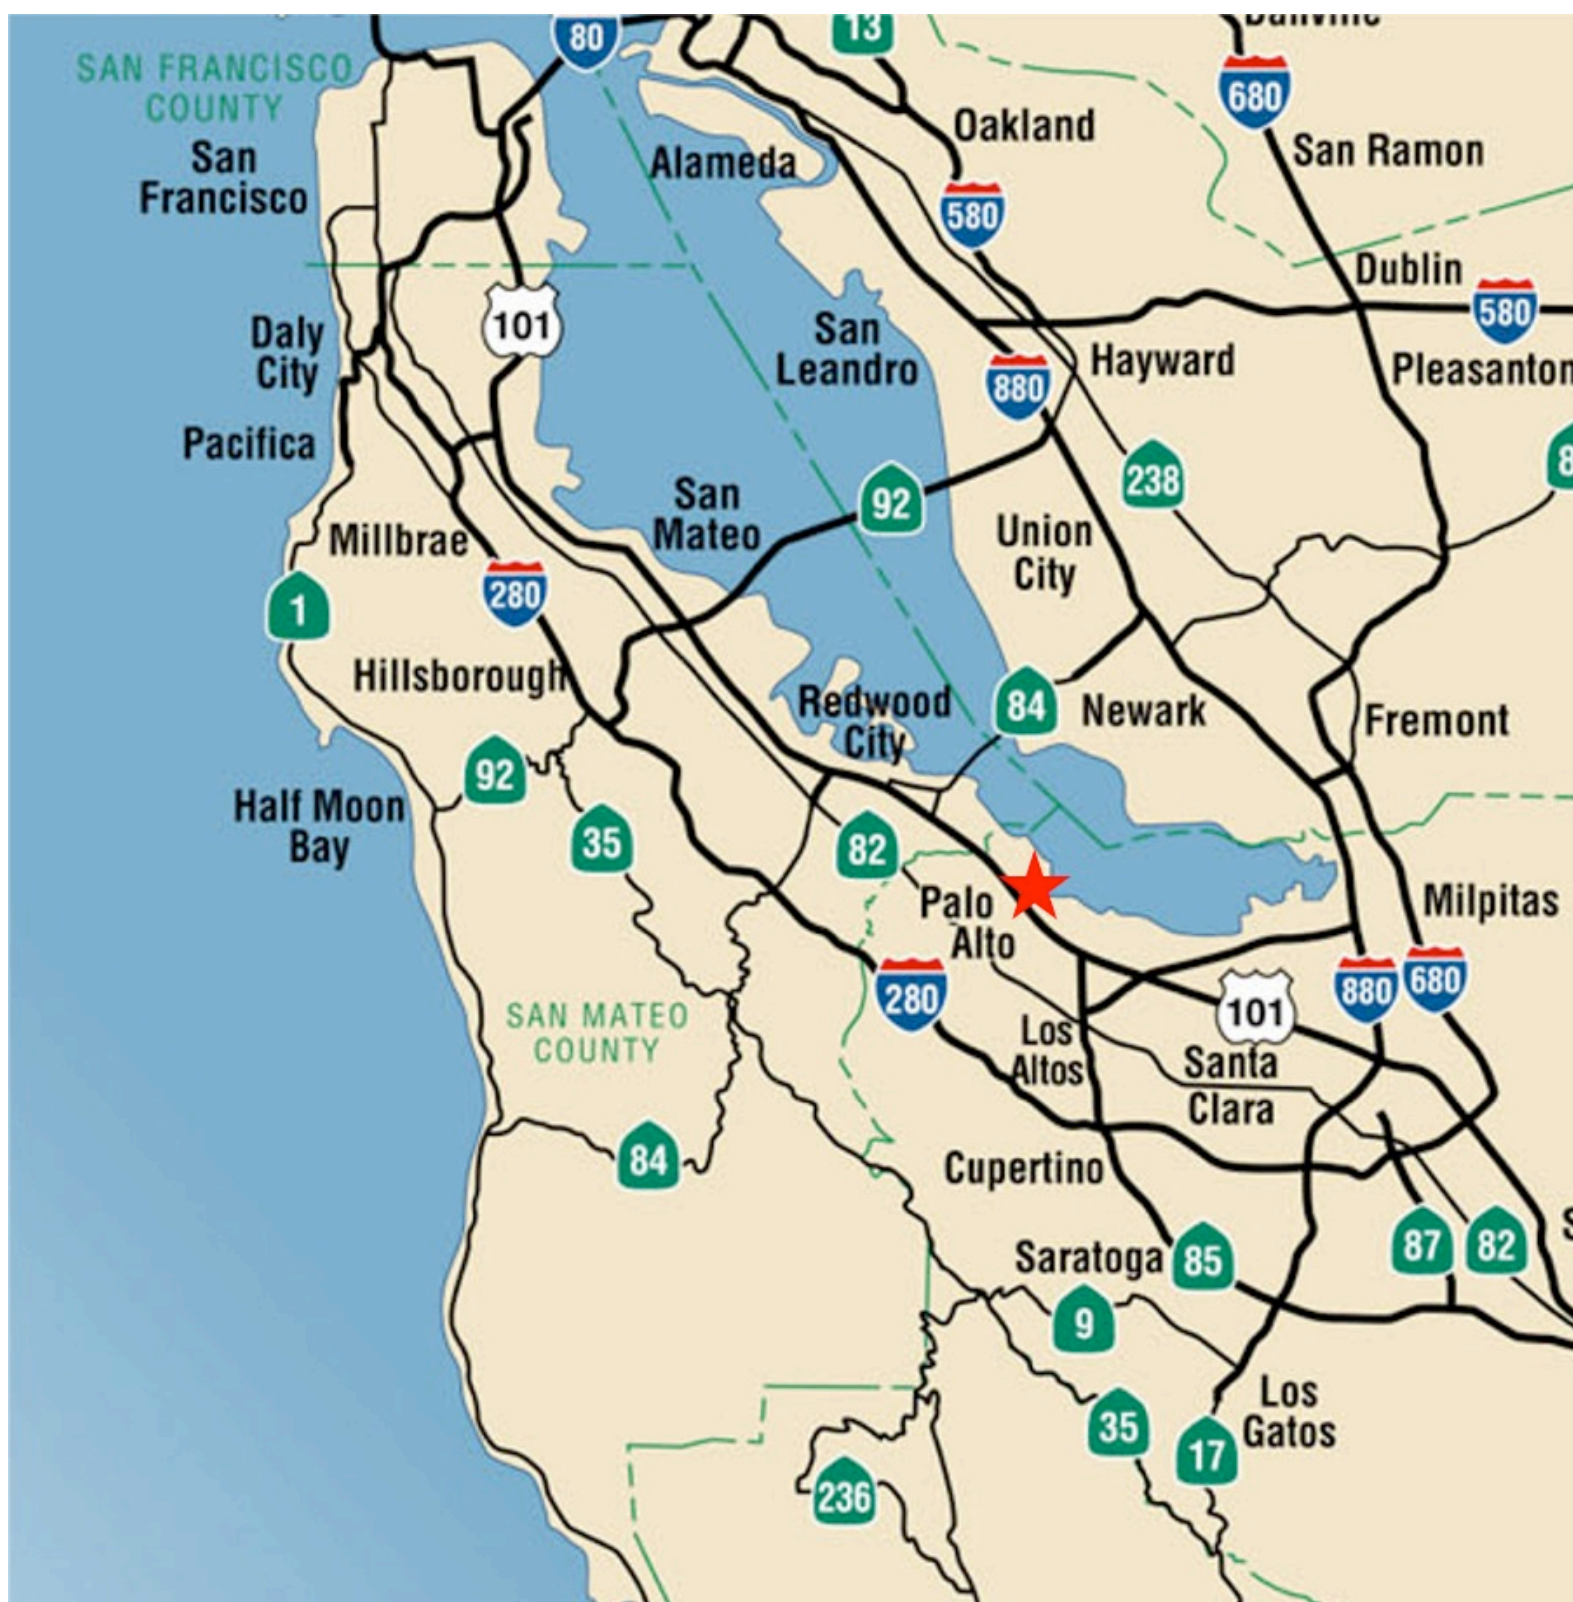 80
13
Danville
SAN FRANCISCO
COUNTY
680
San
Francisco
Alameda
Oakland
San Ramon
580
Dublin
580
101
Daly
City
San
Leandro
880
Hayward
Pleasanton
Pacifica
92
238
8
San
Mateo
Millbrae
Union
City
280
1
Hillsborough
Redwood
City
84
Newark
Fremont
92
Half Moon
Bay
35
82
Palo
Alto
Milpitas
280
101
880
680
SAN MATEO
COUNTY
Los
Altos
Santa
Clara
84
Cupertino
Saratoga
85
87
82
S
9
Los
Gatos
35
17
236